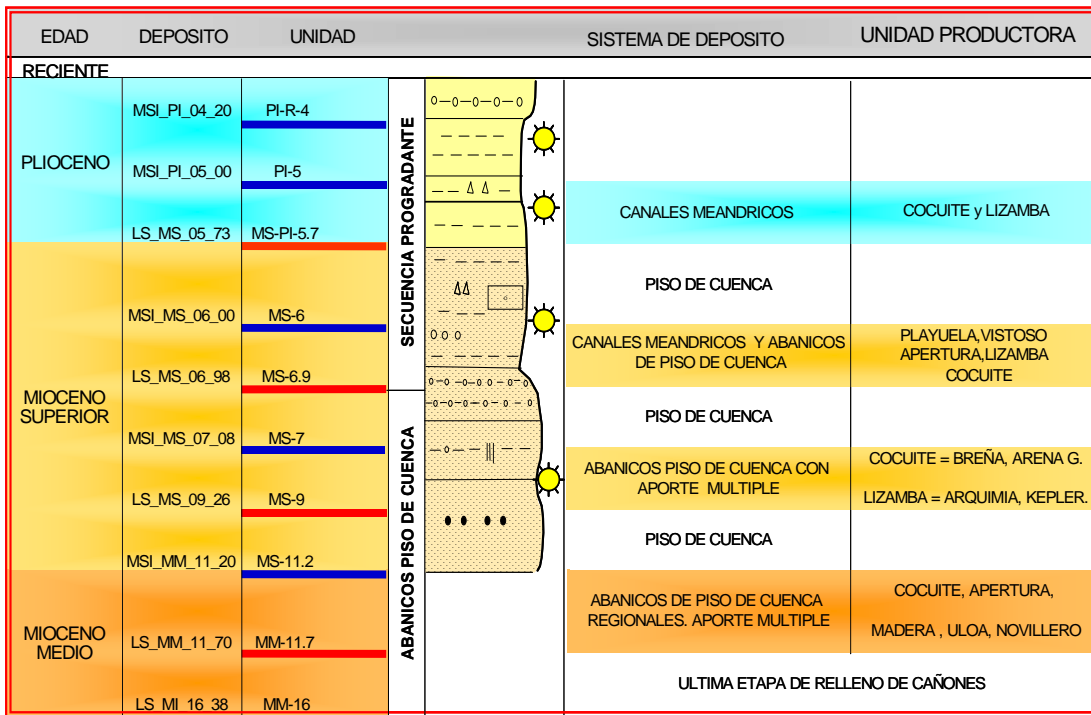 EDAD DEPOSITO UNIDAD SISTEMA DE DEPOSITO UNIDAD PRODUCTORA
RECIENTE
MSI_PI_04_20 PI-R-4
PLIOCENO
MSI_PI_05_00 PI-5
LS_MS_05_73 MS-PI-5.7
MIOCENO
SUPERIOR
MSI_MS_06_00 MS-6
LS_MS_06_98 MS-6.9
MSI_MS_07_08 MS-7
LS_MS_09_26 MS-9
MSI_MM_11_20 MS-11.2
MIOCENO
MEDIO
LS_MM_11_70 MM-11.7
LS_MI_16_38 MM-16
SECUENCIA PROGRADANTE
ABANICOS PISO DE CUENCA
CANALES MEANDRICOS
COCUITE y LIZAMBA
PISO DE CUENCA
CANALES MEANDRICOS Y ABANICOS
DE PISO DE CUENCA
PLAYUELA,VISTOSO
APERTURA,LIZAMBA
COCUITE
PISO DE CUENCA
ABANICOS PISO DE CUENCA CON
APORTE MULTIPLE
COCUITE = BREÑA, ARENA G.
LIZAMBA = ARQUIMIA, KEPLER.
PISO DE CUENCA
ABANICOS DE PISO DE CUENCA
REGIONALES. APORTE MULTIPLE
COCUITE, APERTURA,
MADERA , ULOA, NOVILLERO
ULTIMA ETAPA DE RELLENO DE CAÑONES